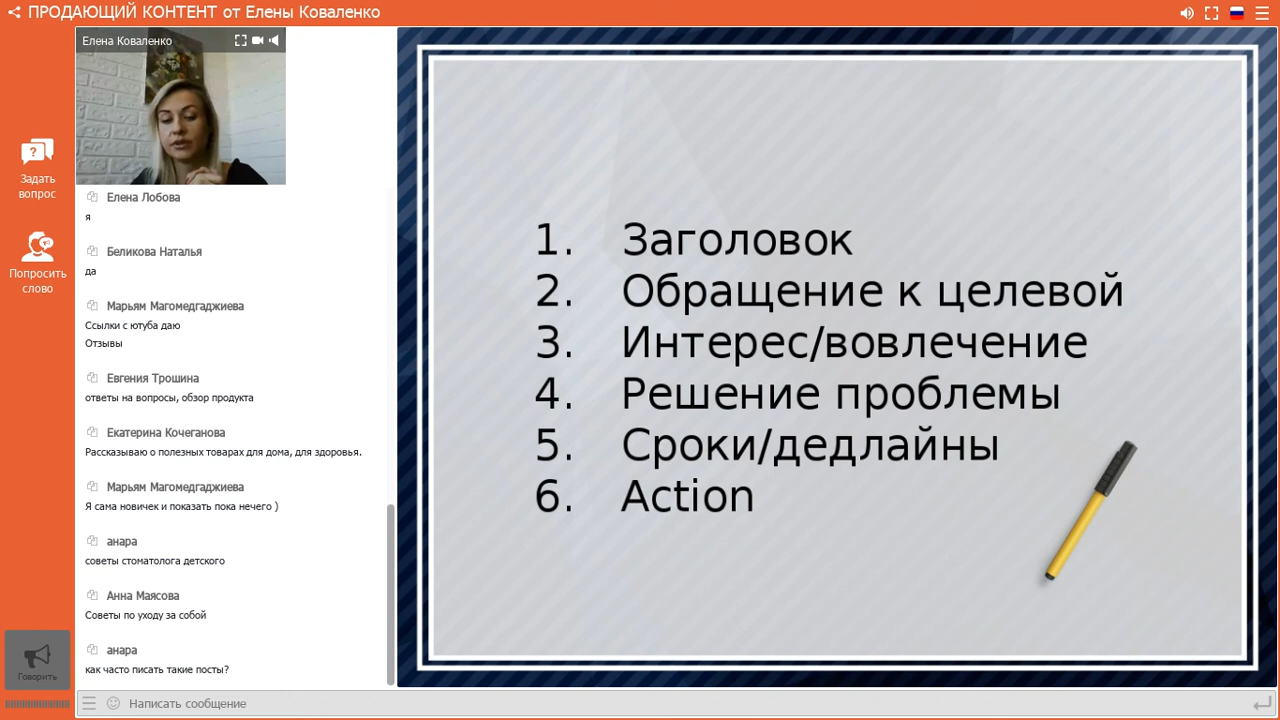 ПРОДАЮЩИЙ КОНТЕНТ от Елены Коваленко
Елена Коваленко
Задать
вопрос
Попросить
слово
Говорить
Елена Лобова
я
Беликова Наталья
да
Марьям Магомедгаджиева
Ссылки с ютуба даю
Отзывы
Евгения Трошина
ответы на вопросы, обзор продукта
Екатерина Кочеганова
Рассказываю о полезных товарах для дома, для здоровья.
Марьям Магомедгаджиева
Я сама новичек и показать пока нечего )
анара
советы стоматолога детского
Анна Маясова
Советы по уходу за собой
анара
как часто писать такие посты?
Написать сообщение
1. Заголовок
2. Обращение к целевой
3. Интерес/вовлечение
4. Решение проблемы
5. Сроки/дедлайны
6. Action